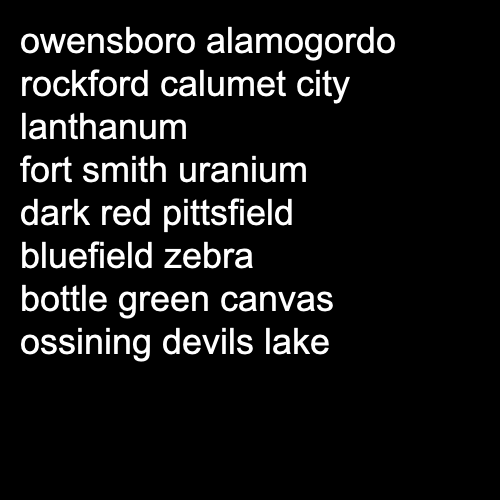 owensboro alamogordo
rockford calumet city
lanthanum
fort smith uranium
dark red pittsfield
bluefield zebra
bottle green canvas
ossining devils lake